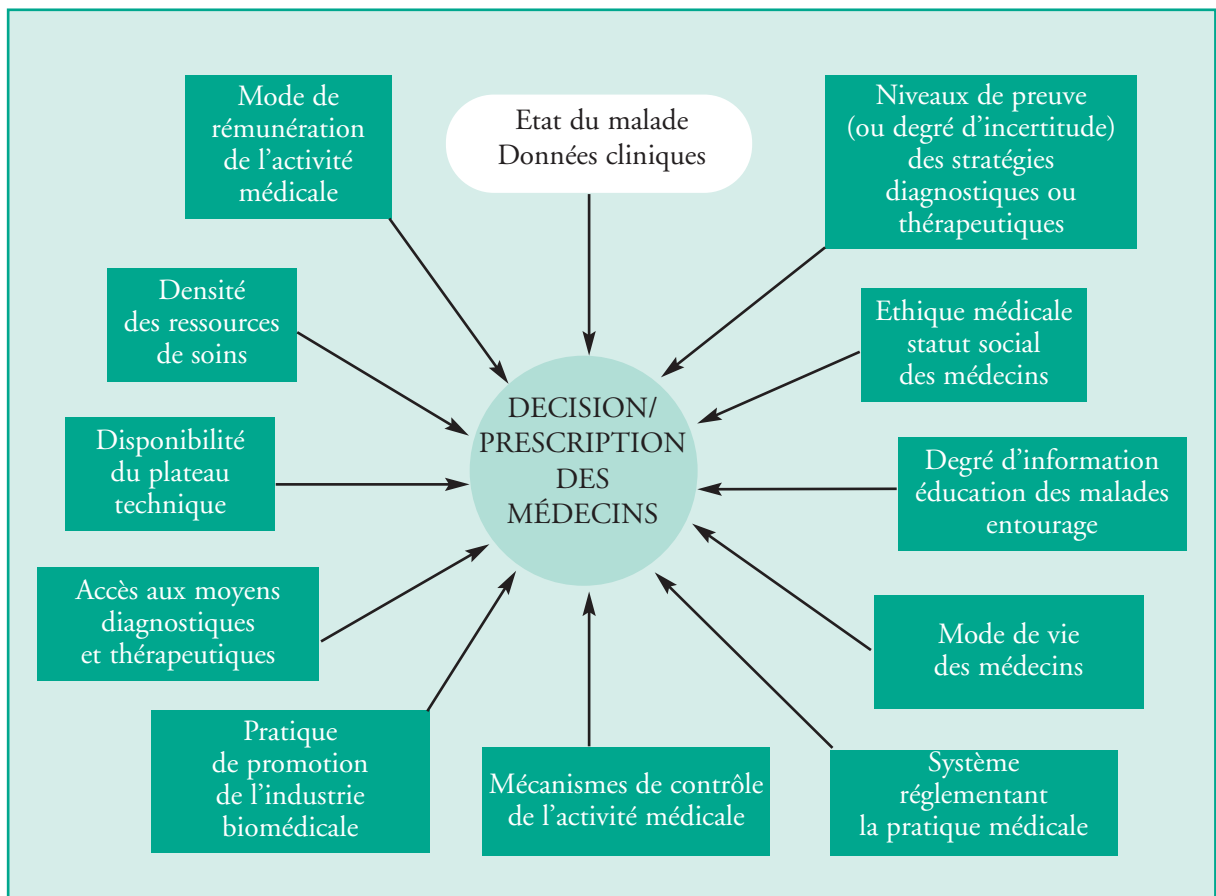 Mode de
rémunération
de l’activité
médicale
Etat du malade
Données cliniques
Niveaux de preuve
(ou degré d’incertitude)
des stratégies
diagnostiques ou
thérapeutiques
Densité
des ressources
de soins
Ethique médicale
statut social
des médecins
DECISION/
PRESCRIPTION
DES
MÉDECINS
Disponibilité
du plateau
technique
Degré d’information
éducation des malades
entourage
Accès aux moyens
diagnostiques
et thérapeutiques
Mode de vie
des médecins
Pratique
de promotion
de l’industrie
biomédicale
Mécanismes de contrôle
de l’activité médicale
Système
réglementant
la pratique médicale